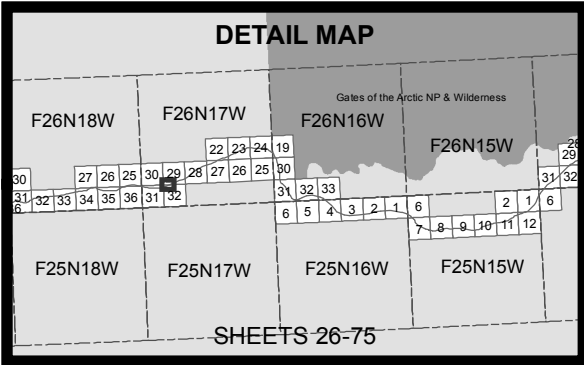 DETAIL MAP
Gates of the Arctic NP & Wilderness
F26N18W F26N17W F26N16W F26N15W
22 23 24 19 28
30 27 26 25 30 29 28 27 26 25 30 29
31 32 33 34 35 36 31 32 31 32 33 31 32
6 6 5 4 3 2 1 6 2 1 6
7 8 9 10 11 12
F25N18W F25N17W F25N16W F25N15W
SHEETS 26-75